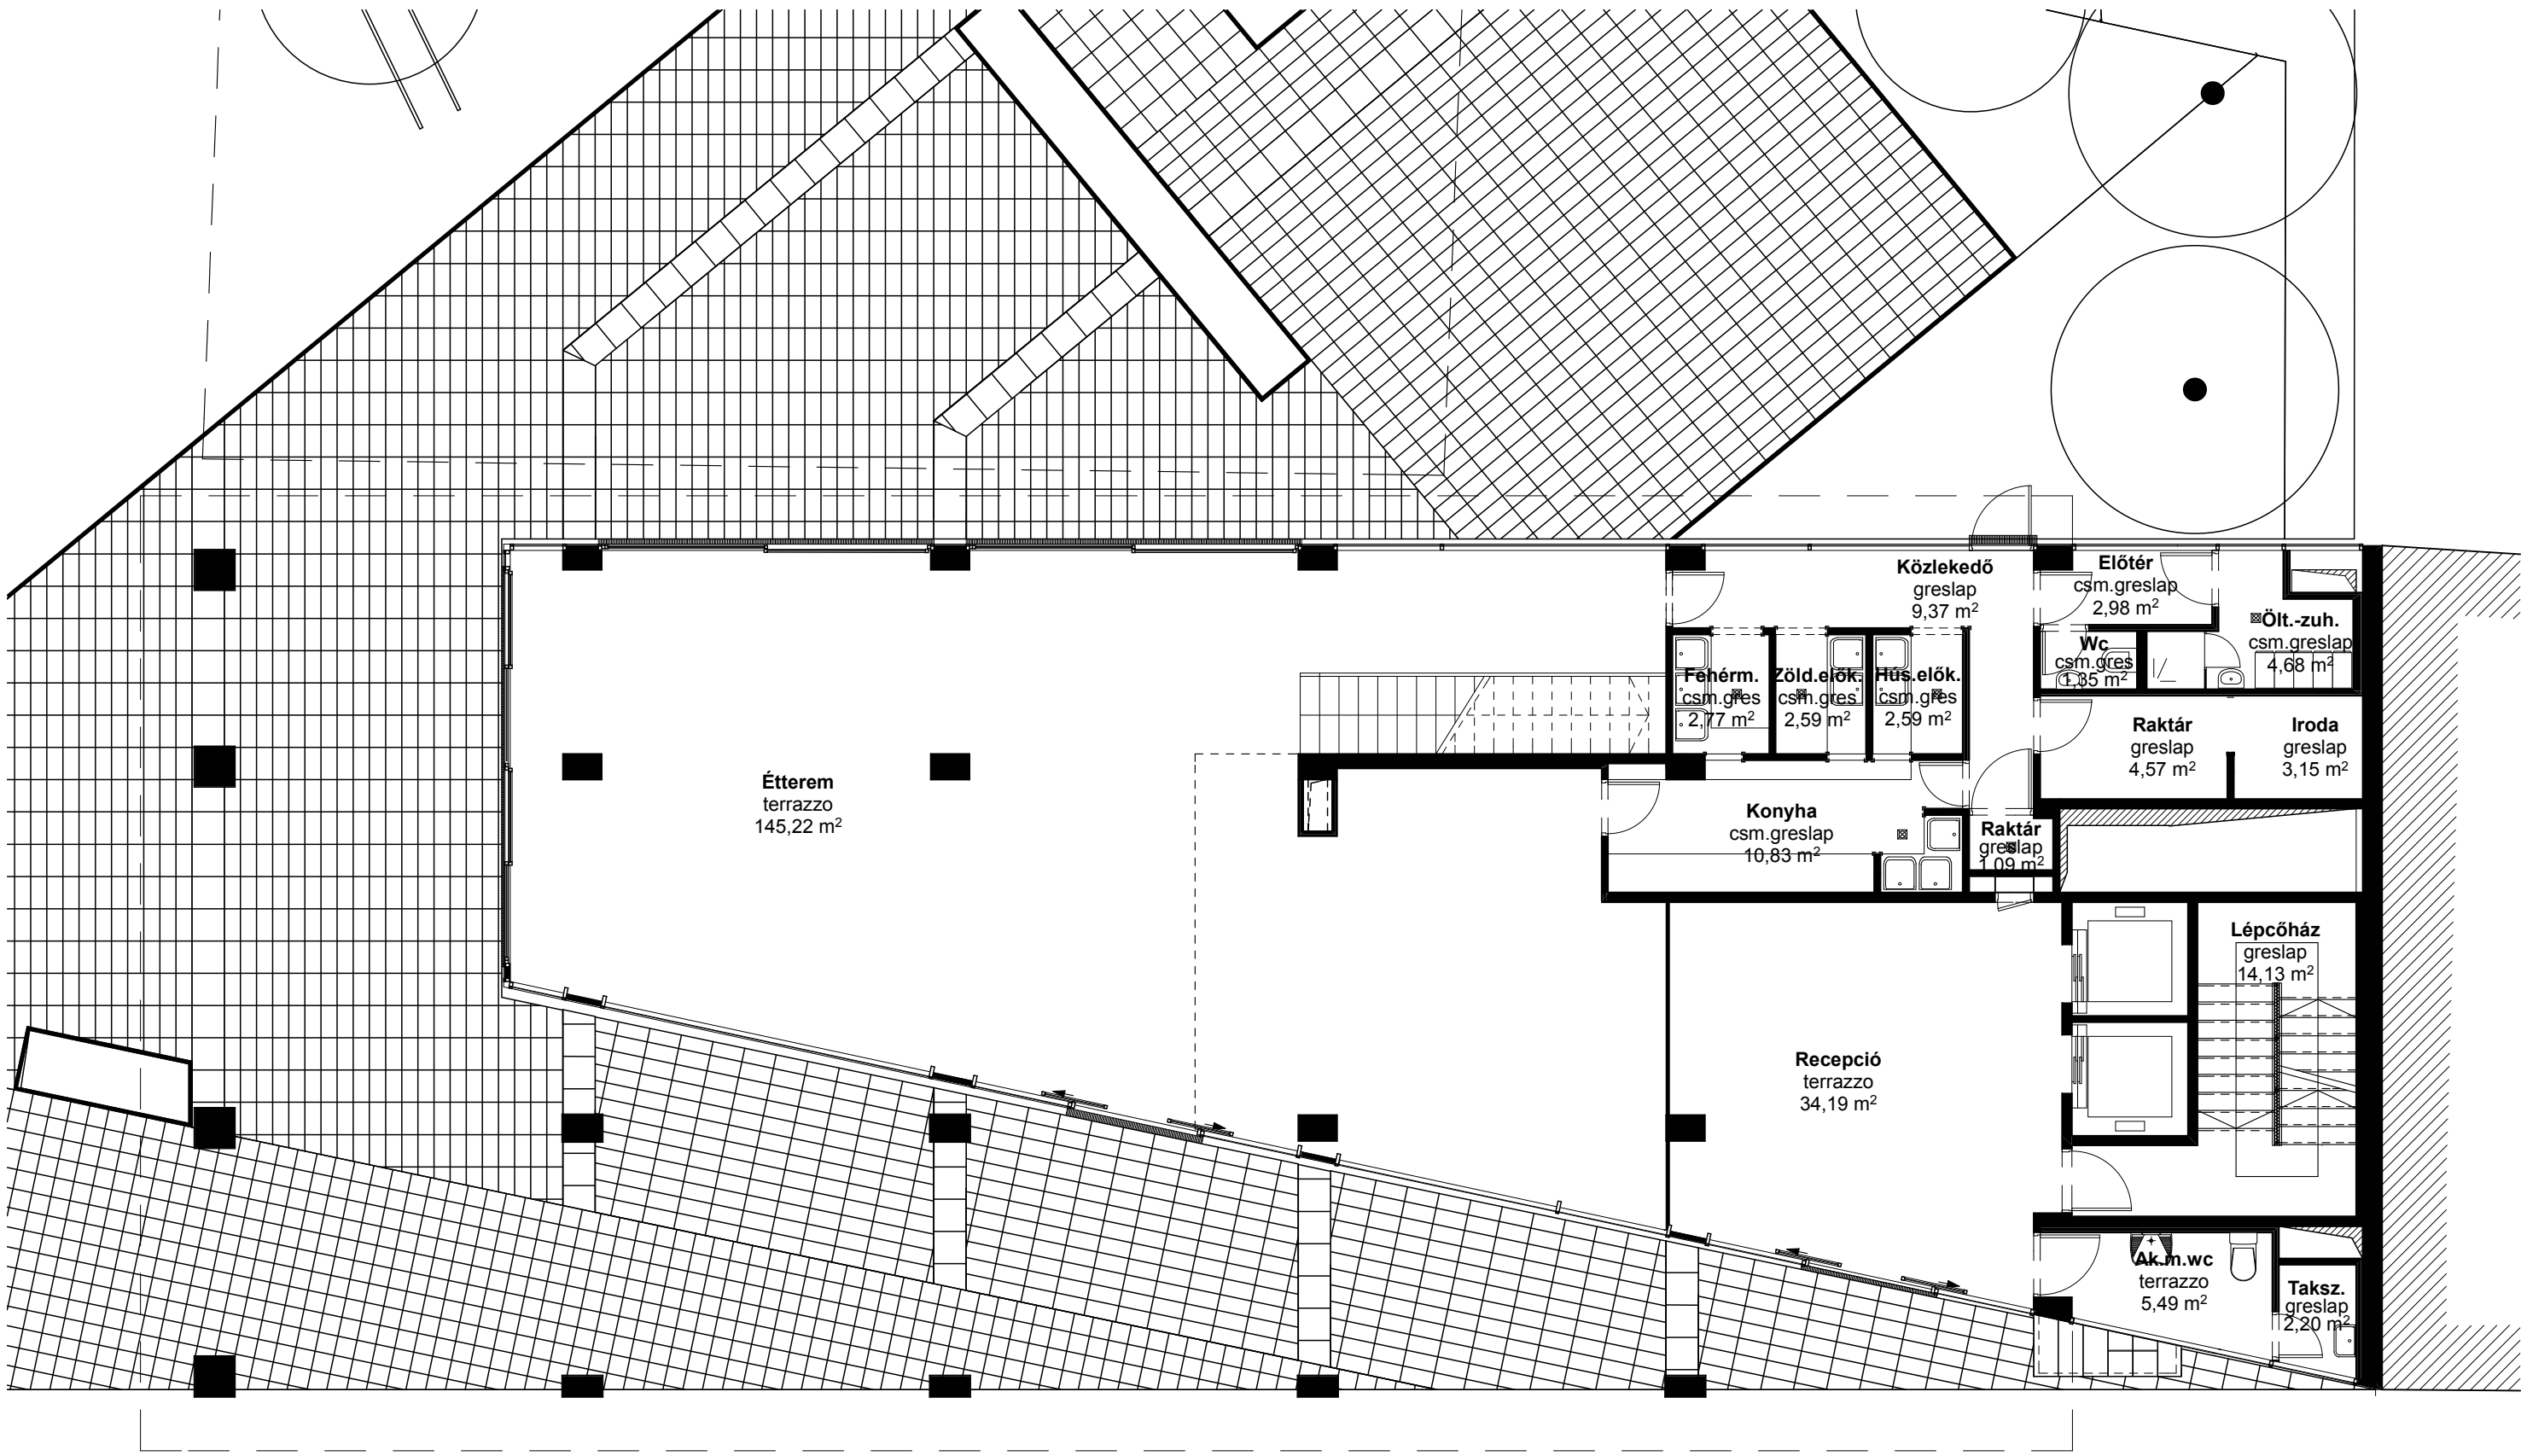 Közlekedő
greslap
9,37 m²
Előtér
csm.greslap
2,98 m²
Ölt.-zuh.
csm.greslap
4,68 m²
Wc
csm.gres
1,35 m²
Fehérm.
csm.gres
2,77 m²
Zöld.elők.
csm.gres
2,59 m²
Hús.elők.
csm.gres
2,59 m²
Raktár
greslap
4,57 m²
Iroda
greslap
3,15 m²
Étterem
terrazzo
145,22 m²
Konyha
csm.greslap
10,83 m²
Raktár
greslap
1,09 m²
Lépcőház
greslap
14,13 m²
Recepció
terrazzo
34,19 m²
Ak.m.wc
terrazzo
5,49 m²
Taksz.
greslap
2,20 m²